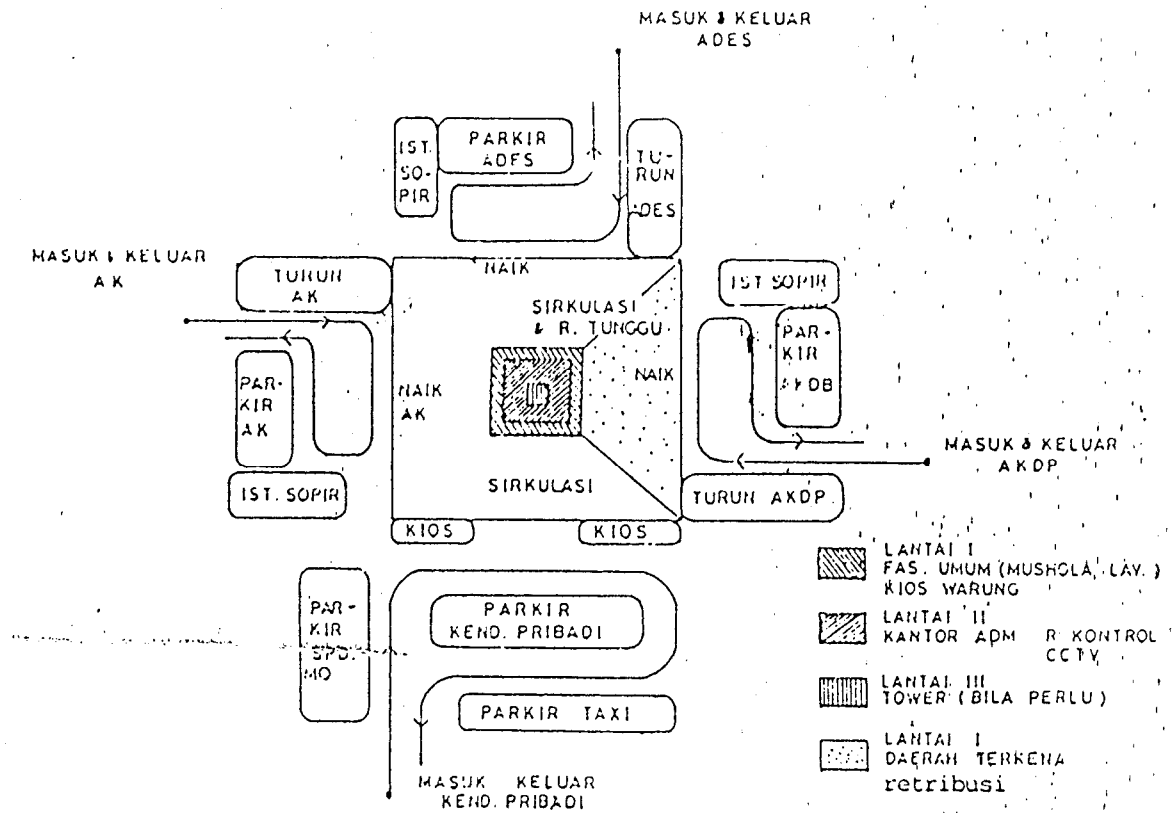 MASUK & KELUAR
ADES
IST.
SO-
PIR
PARKIR
ADES
TU-
RUN
ADES
MASUK & KELUAR
AK
TURUN
AK
NAIK
IST SOPIR
SIRKULASI
& R. TUNGGU
PAR-
KIR
AKDB
PAR-
KIR
AK
NAIK
AK
NAIK
MASUK & KELUAR
AKDP
IST. SOPIR
SIRKULASI
TURUN AKDP
KIOS
KIOS
LANTAI I
FAS. UMUM (MUSHOLA, LAV.)
KIOS WARUNG
PAR-
KIR
SPD.
MO
PARKIR
KEND. PRIBADI
LANTAI II
KANTOR ADM R KONTROL
CCTV
LANTAI III
TOWER (BILA PERLU)
PARKIR TAXI
LANTAI I
DAERAH TERKENA
retribusi
MASUK KELUAR
KEND. PRIBADI